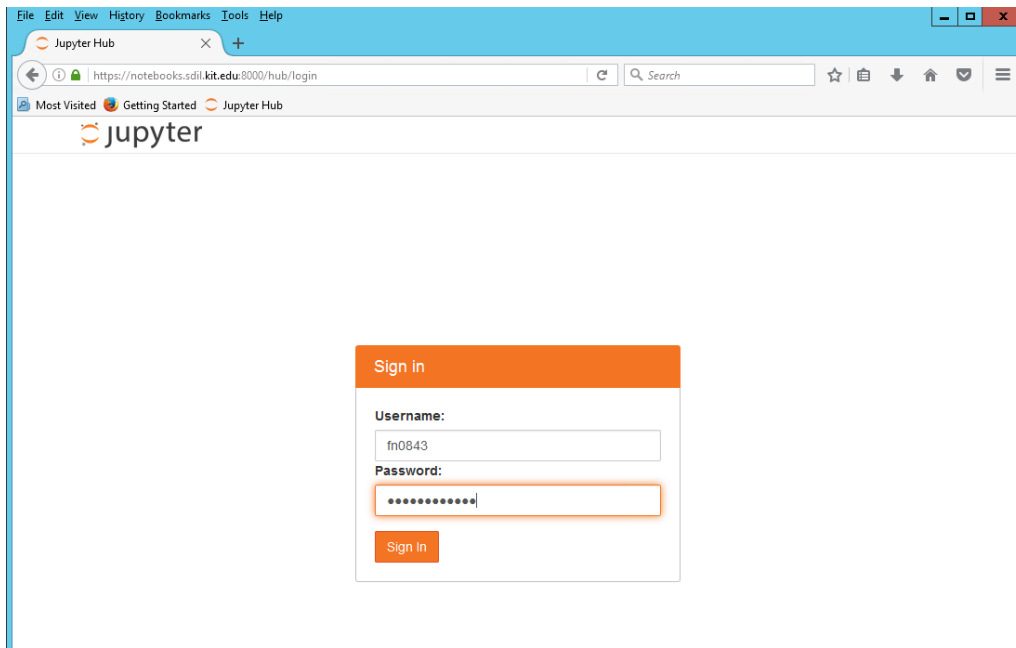 File Edit View History Bookmarks Tools Help
Jupyter Hub
https://notebooks.sdil.kit.edu:8000/hub/login
Search
Most Visited Getting Started Jupyter Hub
jupyter
Sign in
Username:
fn0843
Password:
Sign In